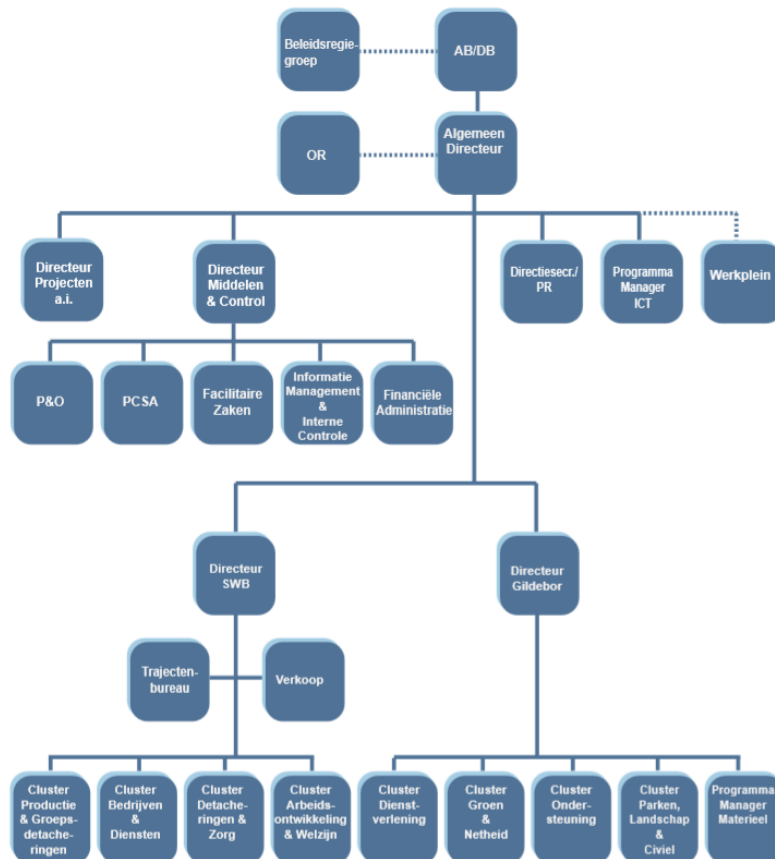 Beleidsregie-
groep
AB/DB
OR
Algemeen
Directeur
Directeur
Projecten
a.i.
Directeur
Middelen
& Control
Directiesecr./
PR
Programma
Manager
ICT
Werkplein
P&O
PCSA
Facilitaire
Zaken
Informatie
Management
&
Interne
Controle
Financiële
Administratie
Directeur
SWB
Directeur
Gildebor
Trajecten-
bureau
Verkoop
Cluster
Productie
& Groeps-
detache-
ringen
Cluster
Bedrijven
&
Diensten
Cluster
Detache-
ringen &
Zorg
Cluster
Arbeids-
ontwikkeling
& Welzijn
Cluster
Dienst-
verlening
Cluster
Groen
&
Netheid
Cluster
Onder-
steuning
Cluster
Parken,
Landschap
&
Civiel
Programma
Manager
Materieel